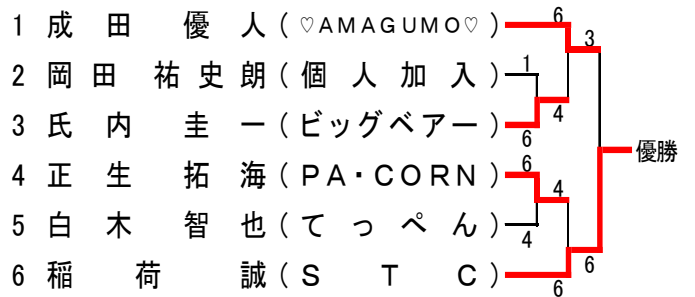 1 成田 優人(♡AMAGUMO♡) 6 3
2 岡田 祐史朗(個人加入) 1
3 氏内 圭一(ビッグベアー) 6 4
優勝
4 正生 拓海(PA・CORN) 6 4
5 白木 智也(てっぺん) 4
6 稲荷 誠(STC) 6 6